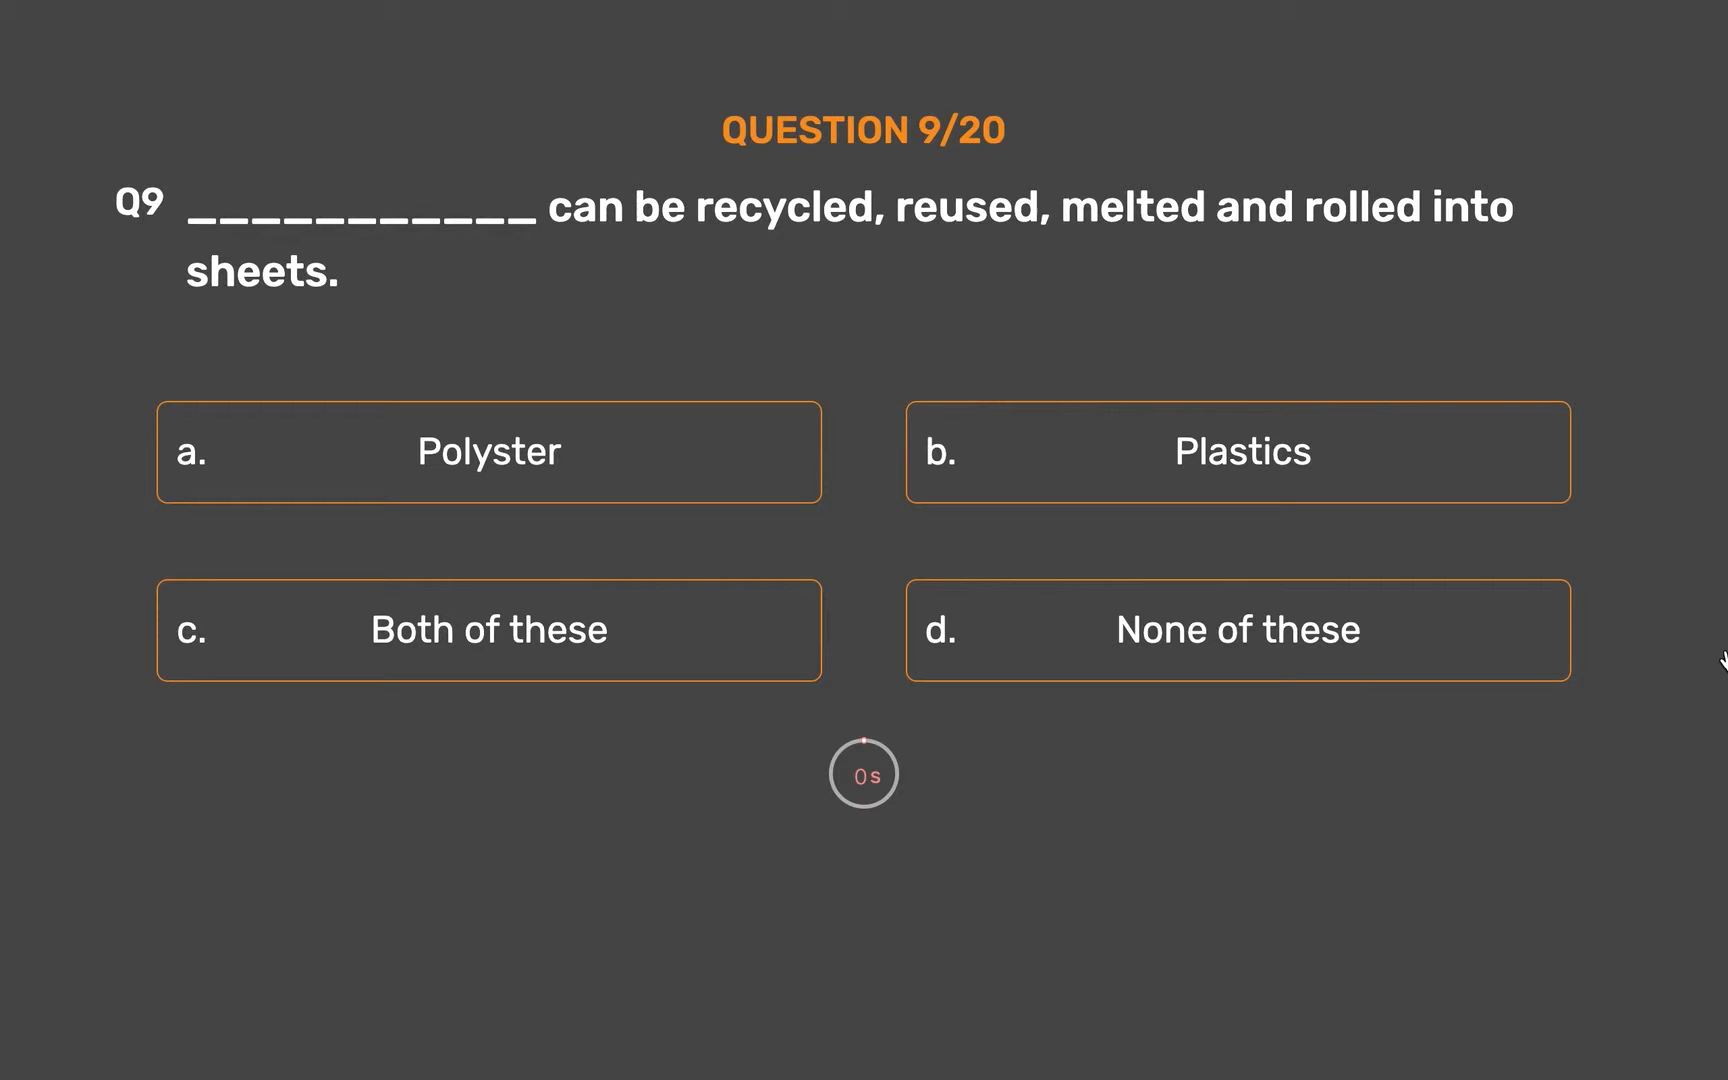 QUESTION 9/20
Q9 ___________ can be recycled, reused, melted and rolled into
sheets.
a. Polyster
b. Plastics
c. Both of these
d. None of these
0s